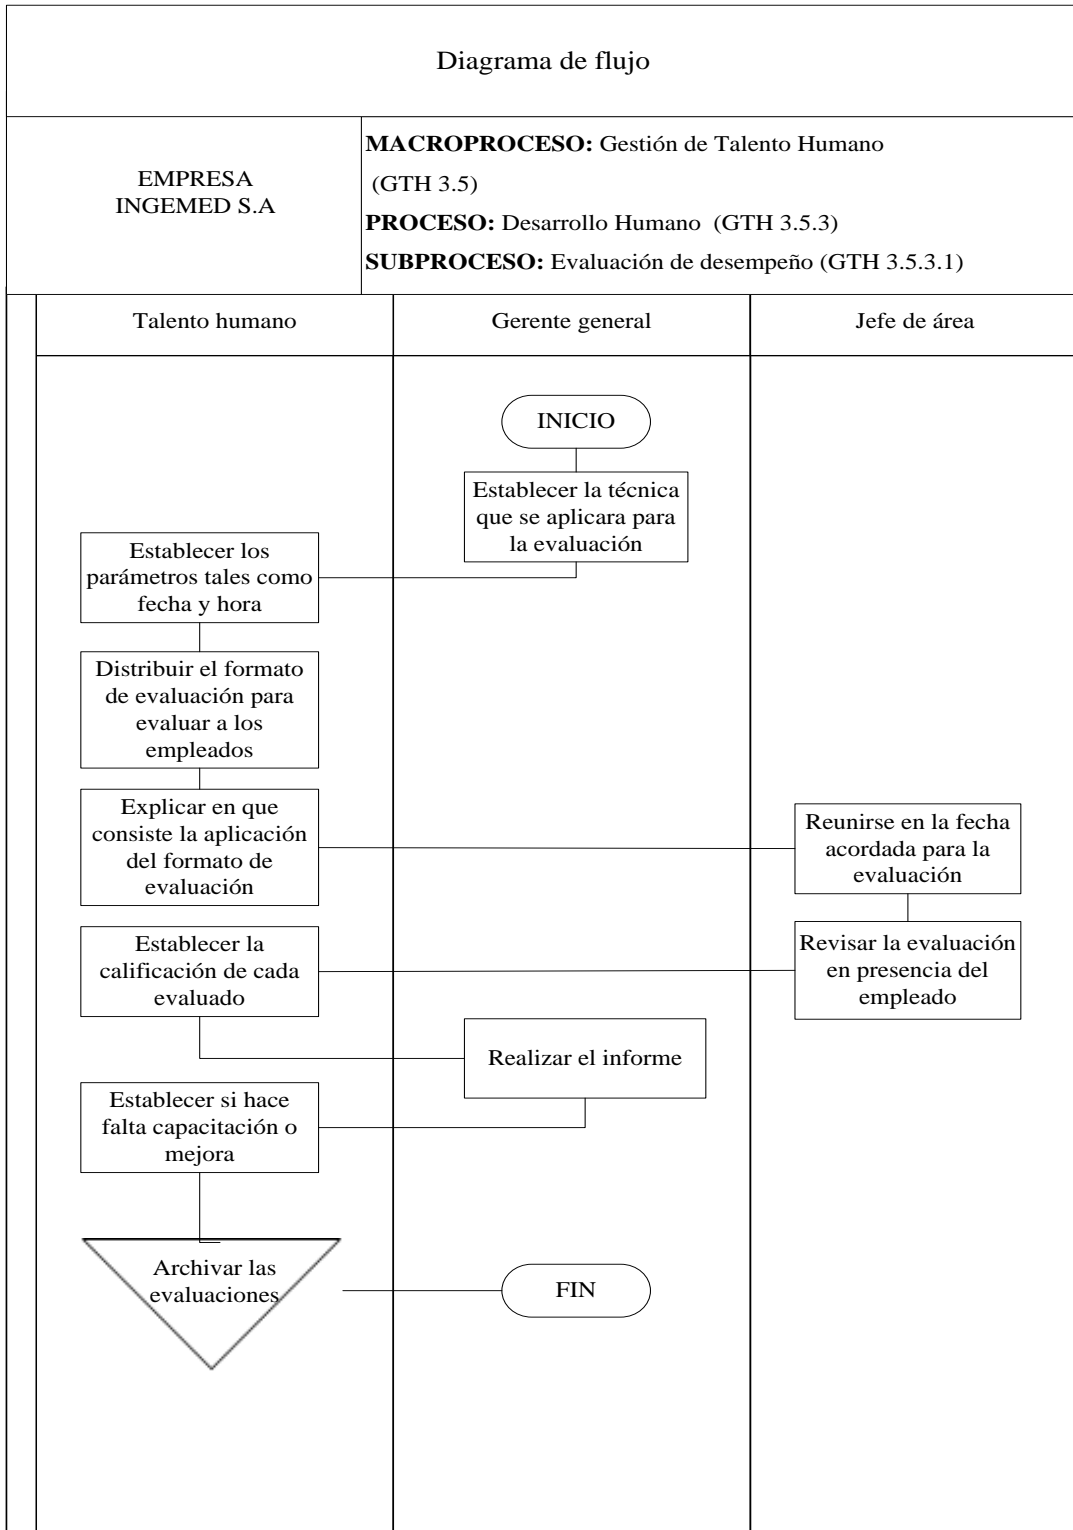 Diagrama de flujo
EMPRESA
INGEMED S.A
MACROPROCESO: Gestión de Talento Humano
(GTH 3.5)
PROCESO: Desarrollo Humano (GTH 3.5.3)
SUBPROCESO: Evaluación de desempeño (GTH 3.5.3.1)
Talento humano
Gerente general
Jefe de área
INICIO
Establecer la técnica
que se aplicara para
la evaluación
Establecer los
parámetros tales como
fecha y hora
Distribuir el formato
de evaluación para
evaluar a los
empleados
Explicar en que
consiste la aplicación
del formato de
evaluación
Reunirse en la fecha
acordada para la
evaluación
Revisar la evaluación
en presencia del
empleado
Establecer la
calificación de cada
evaluado
Realizar el informe
Establecer si hace
falta capacitación o
mejora
Archivar las
evaluaciones
FIN